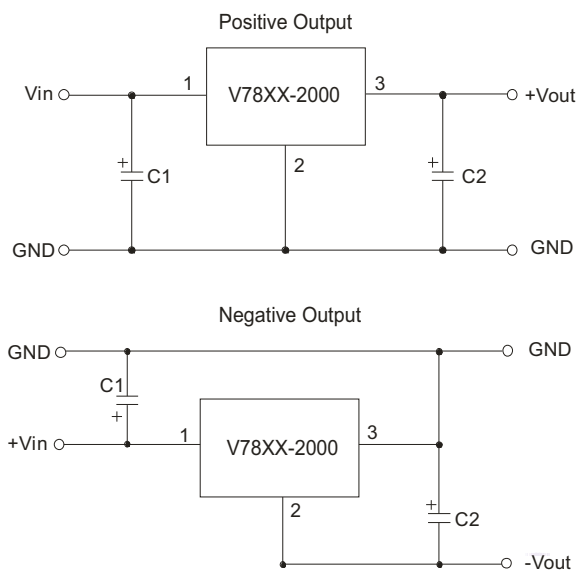 Positive Output
Vin
1
V78XX-2000
3
+Vout
+
C1
2
+
C2
GND
GND
Negative Output
GND
GND
C1
+
+Vin
1
V78XX-2000
3
2
+
C2
-Vout